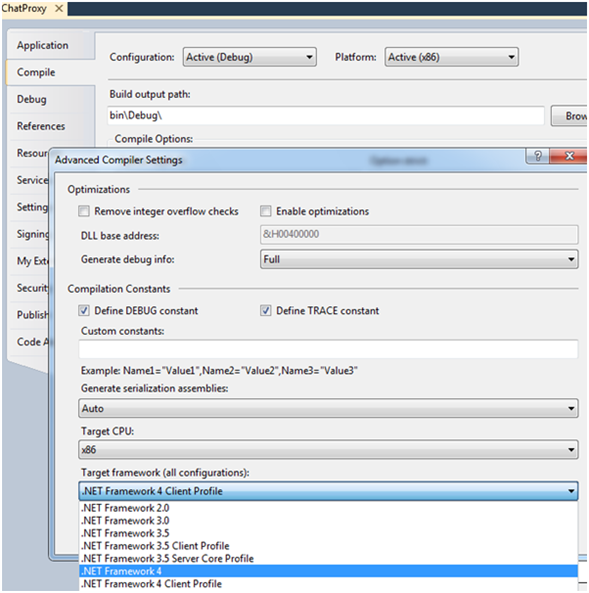 ChatProxy
Application
Compile
Debug
References
Resour
Service
Setting
Signing
My Ext
Securit
Publish
Code A
Configuration: Active (Debug) Platform: Active (x86)
Build output path:
bin\Debug\ Brow
Compile Options:
Advanced Compiler Settings
Optimizations
Remove integer overflow checks Enable optimizations
DLL base address: &H00400000
Generate debug info: Full
Compilation Constants
Define DEBUG constant Define TRACE constant
Custom constants:
Example: Name1="Value1",Name2="Value2",Name3="Value3"
Generate serialization assemblies:
Auto
Target CPU:
x86
Target framework (all configurations):
.NET Framework 4 Client Profile
.NET Framework 2.0
.NET Framework 3.0
.NET Framework 3.5
.NET Framework 3.5 Client Profile
.NET Framework 3.5 Server Core Profile
.NET Framework 4
.NET Framework 4 Client Profile